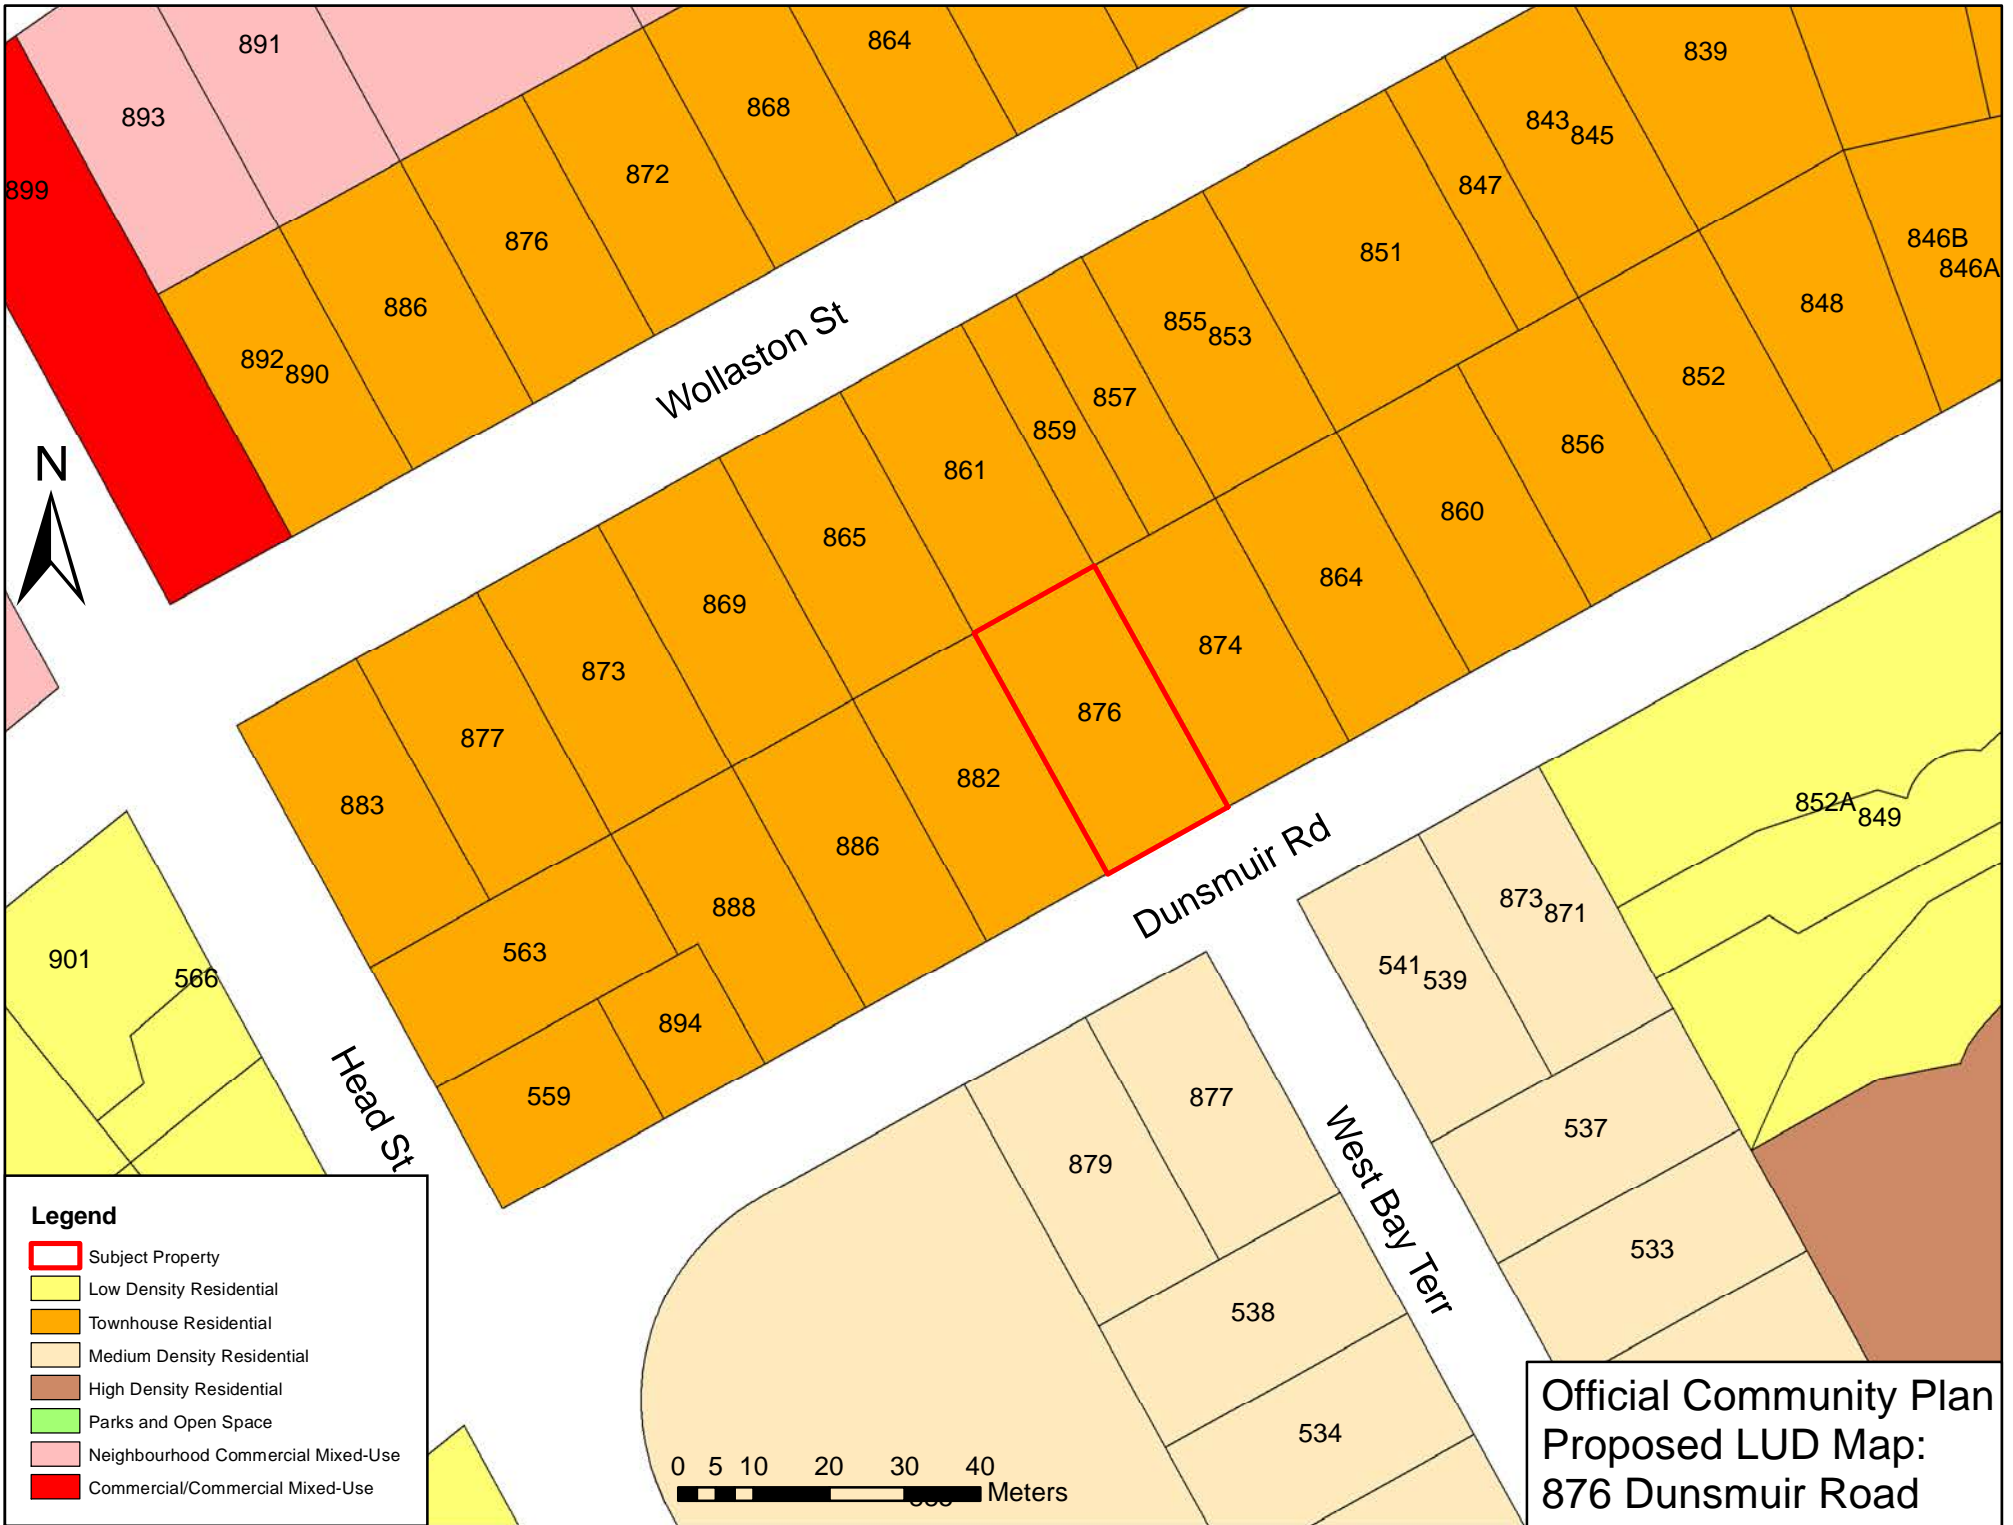 891
864
839
893
868
843
845
899
872
847
876
851
846B
846A
886
848
892
890
855
853
Wollaston St
852
857
859
856
861
N
865
860
864
869
874
873
876
877
882
883
852A
849
886
Dunsmuir Rd
873
871
888
563
901
566
541
539
894
559
877
537
Head St
879
West Bay Terr
533
538
534
Legend
Subject Property
Low Density Residential
Townhouse Residential
Medium Density Residential
High Density Residential
Parks and Open Space
Neighbourhood Commercial Mixed-Use
Commercial/Commercial Mixed-Use
0 5 10 20 30 40
Meters
Official Community Plan
Proposed LUD Map:
876 Dunsmuir Road